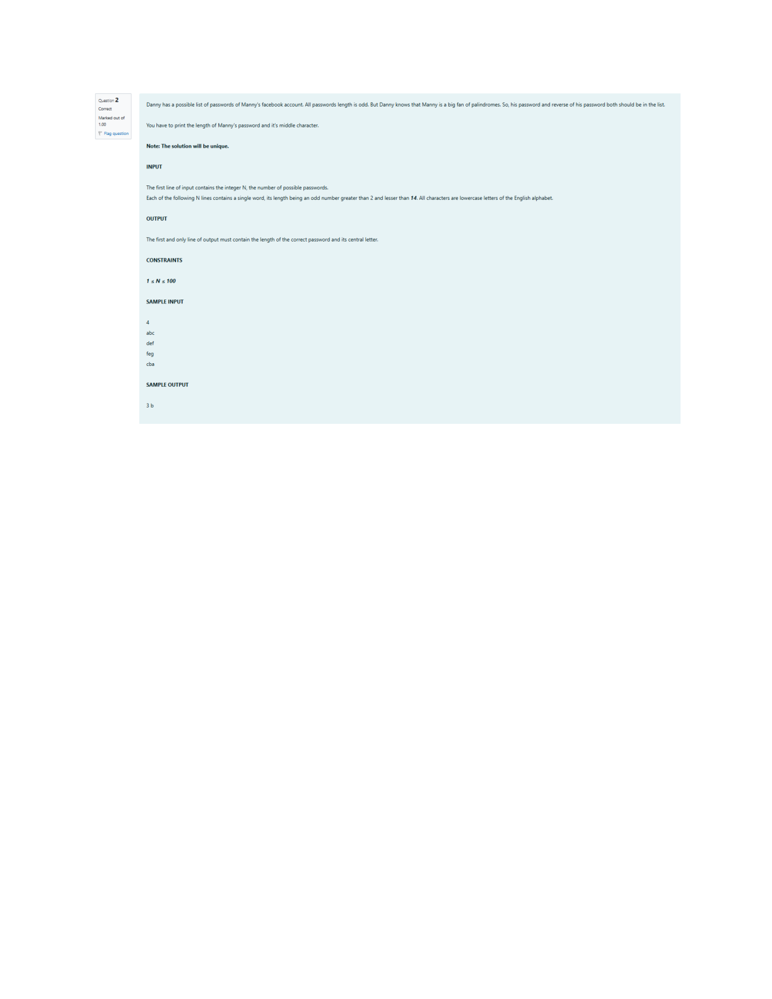 Question 2
Correct
Marked out of
1.00
Flag question
Danny has a possible list of passwords of Manny's facebook account. All passwords length is odd. But Danny knows that Manny is a big fan of palindromes. So, his password and reverse of his password both should be in the list.
You have to print the length of Manny's password and it's middle character.
Note: The solution will be unique.
INPUT
The first line of input contains the integer N, the number of possible passwords.
Each of the following N lines contains a single word, its length being an odd number greater than 2 and lesser than 14. All characters are lowercase letters of the English alphabet.
OUTPUT
The first and only line of output must contain the length of the correct password and its central letter.
CONSTRAINTS
1 ≤ N ≤ 100
SAMPLE INPUT
4
abc
def
feg
cba
SAMPLE OUTPUT
3 b